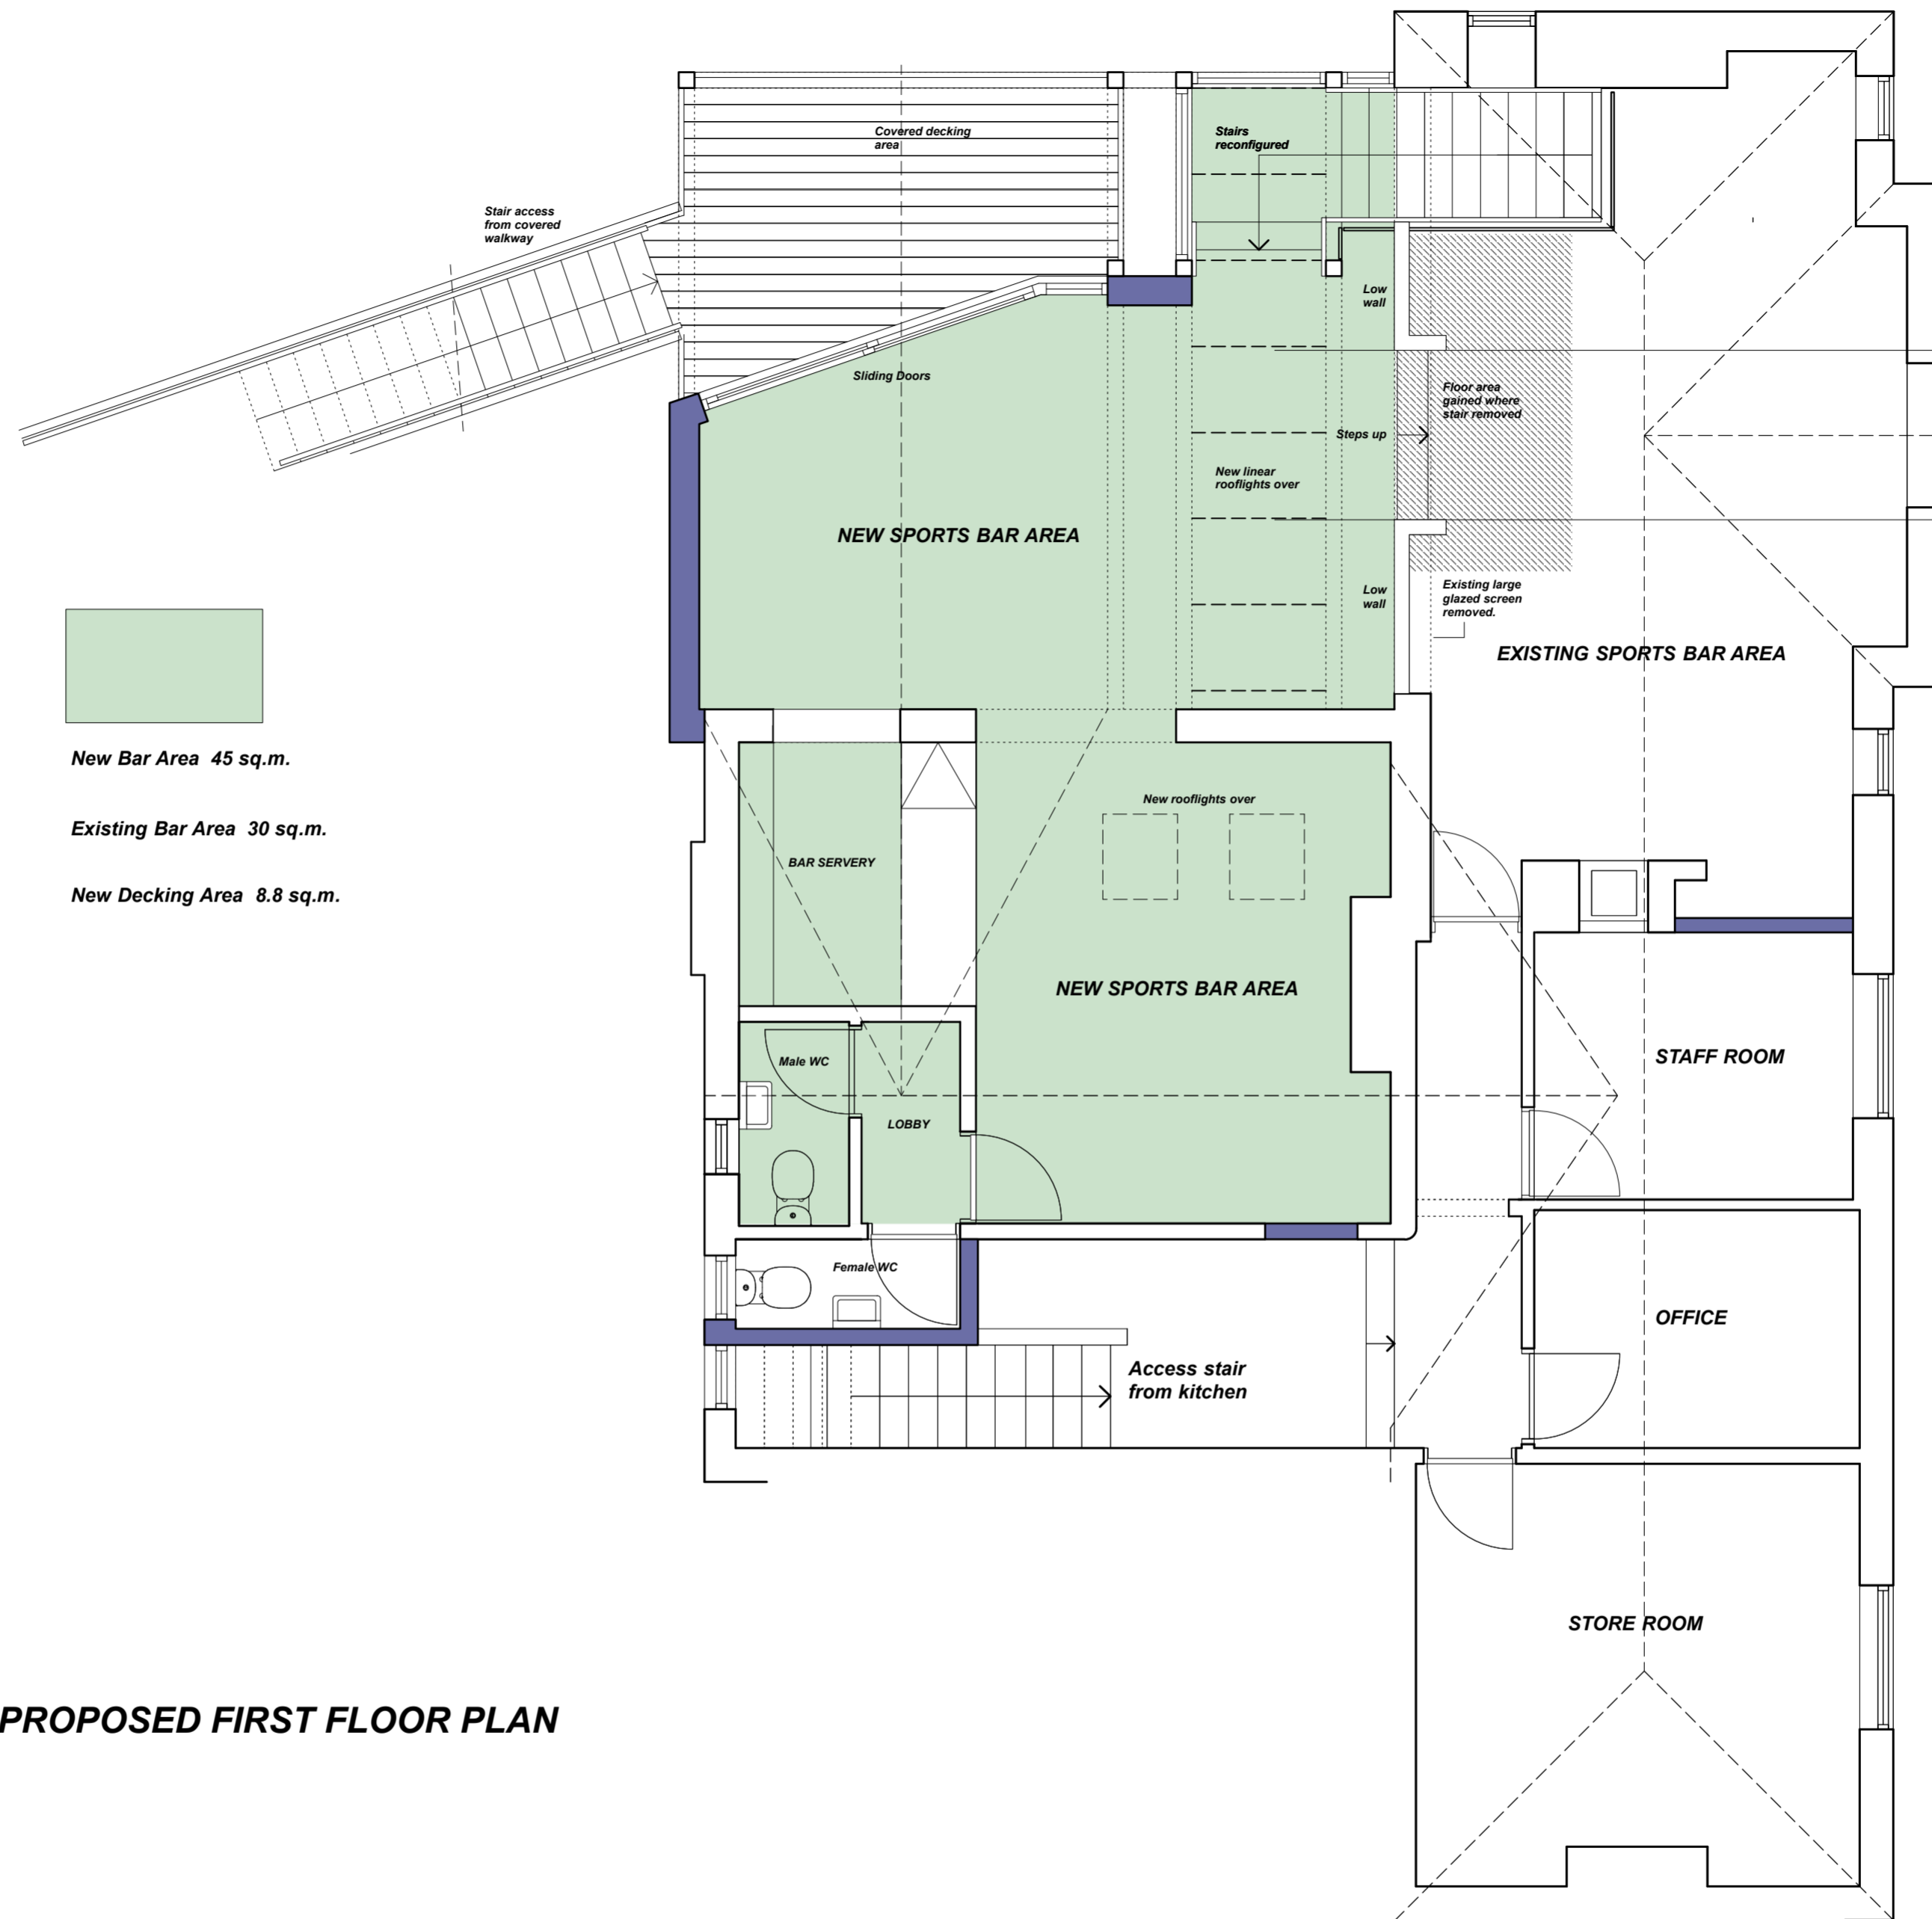 Covered decking
area
Stairs
reconfigured
Stair access
from covered
walkway
Low
wall
Sliding Doors
Floor area
gained where
stair removed
Steps up
New linear
rooflights over
NEW SPORTS BAR AREA
Low
wall
Existing large
glazed screen
removed.
EXISTING SPORTS BAR AREA
New Bar Area 45 sq.m.
Existing Bar Area 30 sq.m.
New Decking Area 8.8 sq.m.
New rooflights over
BAR SERVERY
NEW SPORTS BAR AREA
Male WC
STAFF ROOM
LOBBY
Female WC
OFFICE
Access stair
from kitchen
STORE ROOM
PROPOSED FIRST FLOOR PLAN